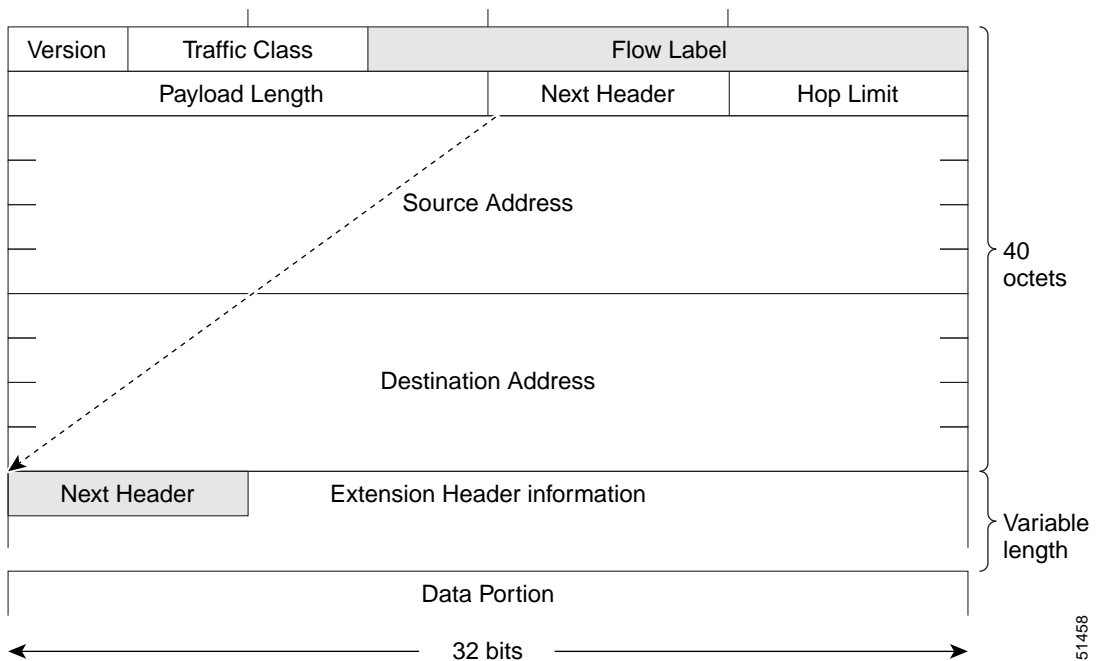 Version Traffic Class Flow Label
Payload Length Next Header Hop Limit
Source Address
40
octets
Destination Address
Next Header Extension Header information
Variable
length
Data Portion
32 bits
51458